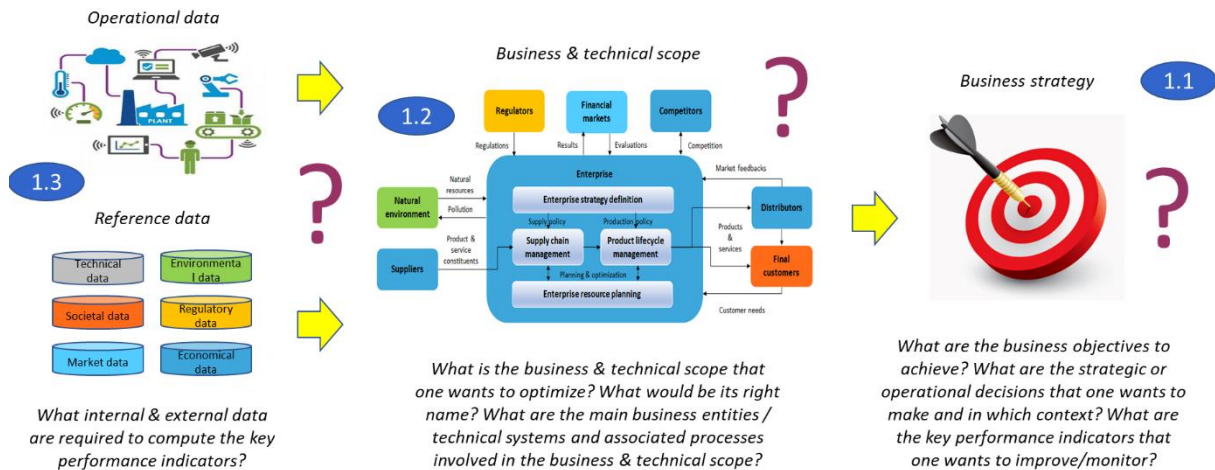 Operational data
PLANT
1.3
Reference data
Technical
data
Environmenta
l data
Societal data
Regulatory
data
Market data
Economical
data
What internal & external data
are required to compute the key
performance indicators?
Business & technical scope
1.2
Regulators
Financial
markets
Competitors
Regulations
Results
Evaluations
Competition
Enterprise
Market feedbacks
Natural
resources
Natural
environment
Pollution
Enterprise strategy definition
Supply policy
Production policy
Distributors
Product &
service
constituents
Suppliers
Supply chain
management
Product lifecycle
management
Products
&
services
Final
customers
Planning & optimization
Enterprise resource planning
Customer needs
?
What is the business & technical scope that
one wants to optimize? What would be its right
name? What are the main business entities /
technical systems and associated processes
involved in the business & technical scope?
Business strategy
1.1
?
?
What are the business objectives to
achieve? What are the strategic or
operational decisions that one wants to
make and in which context? What are
the key performance indicators that
one wants to improve/monitor?